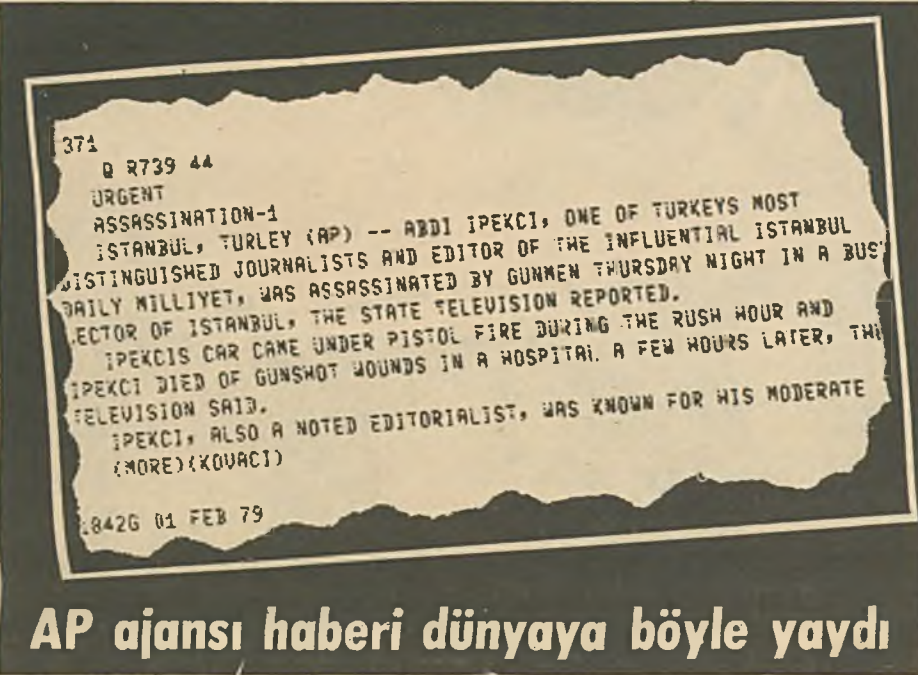 371
Q R739 44
URGENT
ASSASSINATION-1
ISTANBUL, TURLEY (AP) -- ABDI IPEKCI, ONE OF TURKEYS MOST
DISTINGUISHED JOURNALISTS AND EDITOR OF THE INFLUENTIAL ISTANBUL
DAILY MILLIYET, WAS ASSASSINATED BY GUNMEN THURSDAY NIGHT IN A BUSY
SECTOR OF ISTANBUL, THE STATE TELEVISION REPORTED.
IPEKCIS CAR CAME UNDER PISTOL FIRE DURING THE RUSH HOUR AND
IPEKCI DIED OF GUNSHOT WOUNDS IN A HOSPITAL A FEW HOURS LATER, THE
TELEVISION SAID.
IPEKCI, ALSO A NOTED EDITORIALIST, WAS KNOWN FOR HIS MODERATE
(MORE)(KOVACI)
1842G 01 FEB 79
AP ajansı haberi dünyaya böyle yaydı